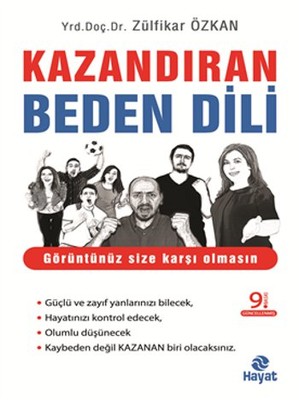 Yrd.Doç.Dr. Zülfikar ÖZKAN
KAZANDIRAN
BEDEN DİLİ
Görüntünüz size karşı olmasın
• Güçlü ve zayıf yanlarınızı bilecek,
• Hayatınızı kontrol edecek,
• Olumlu düşünecek
• Kaybeden değil KAZANAN biri olacaksınız.
9.
Hayat